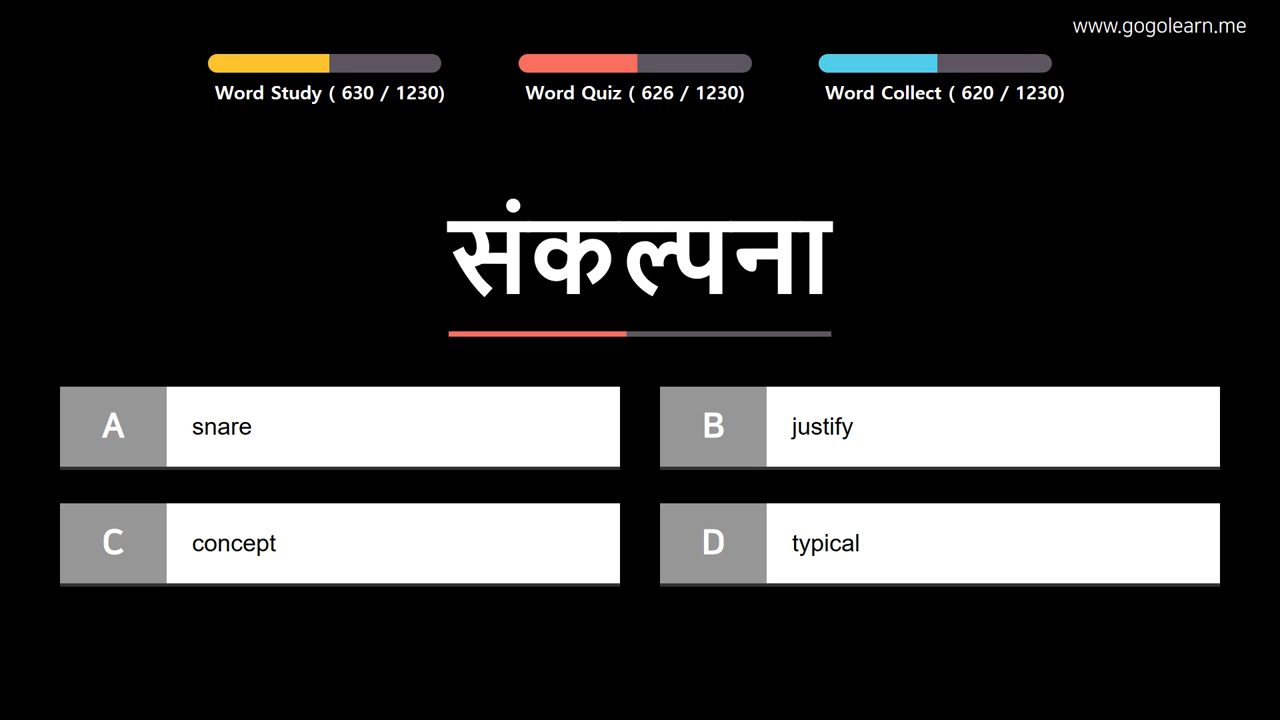 www.gogolearn.me
Word Study ( 630 / 1230)
Word Quiz ( 626 / 1230)
Word Collect ( 620 / 1230)
संकल्पना
A snare
B justify
C concept
D typical